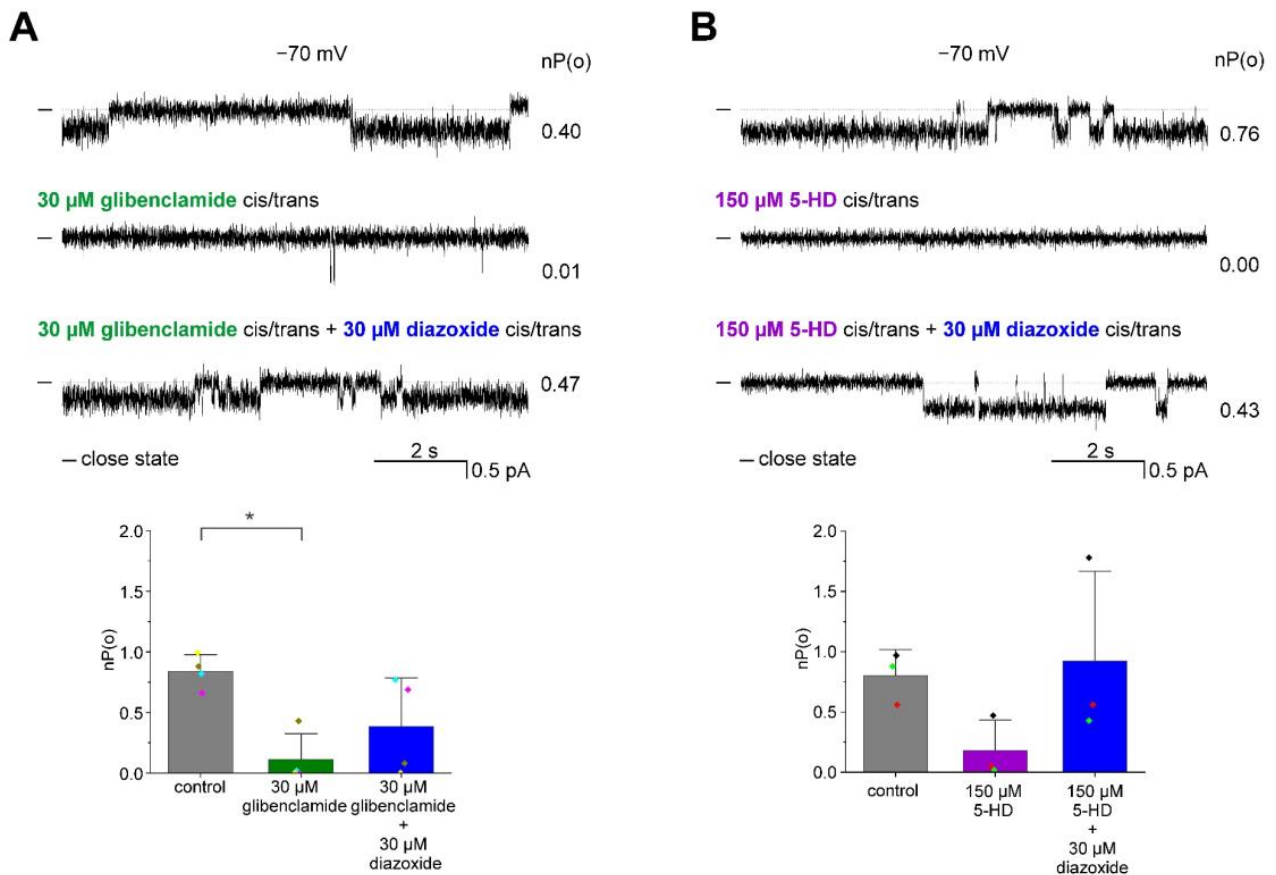 A
−70 mV
nP(o)
0.40
30 µM glibenclamide cis/trans
0.01
30 µM glibenclamide cis/trans + 30 µM diazoxide cis/trans
0.47
2 s
– close state
0.5 pA
*
2.0
1.5
1.0
0.5
0.0
nP(o)
control
30 µM
glibenclamide
30 µM
glibenclamide
+
30 µM
diazoxide
B
−70 mV
nP(o)
0.76
150 µM 5-HD cis/trans
0.00
150 µM 5-HD cis/trans + 30 µM diazoxide cis/trans
0.43
2 s
– close state
0.5 pA
2.0
1.5
1.0
0.5
0.0
nP(o)
control
150 µM
5-HD
150 µM
5-HD
+
30 µM
diazoxide